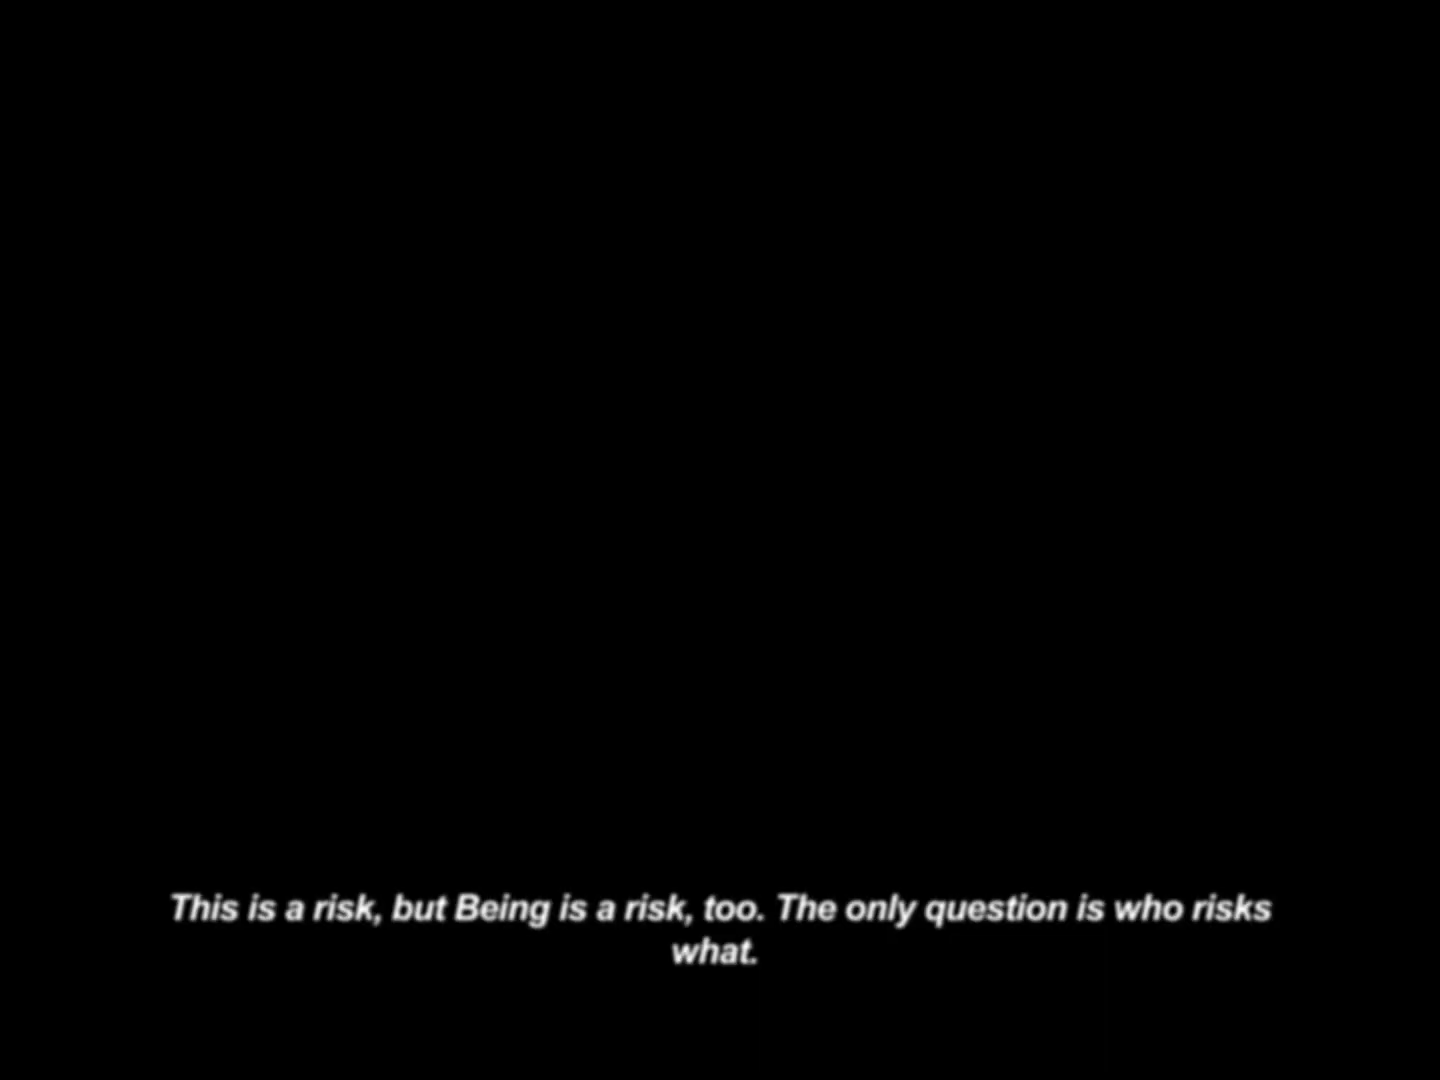 This is a risk, but Being is a risk, too. The only question is who risks
what.